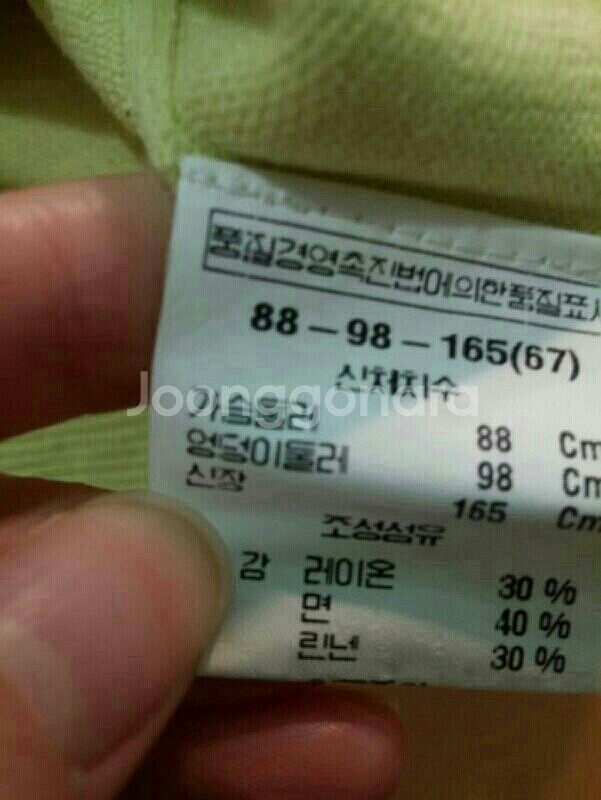 품질경영촉진법에의한품질표시
88-98-165(67)
신체치수
Joonggonara
가슴둘레 88 Cm
엉덩이둘레 98 Cm
신장 165 Cm
조성섬유
겉감 레이온 30 %
면 40 %
린넨 30 %